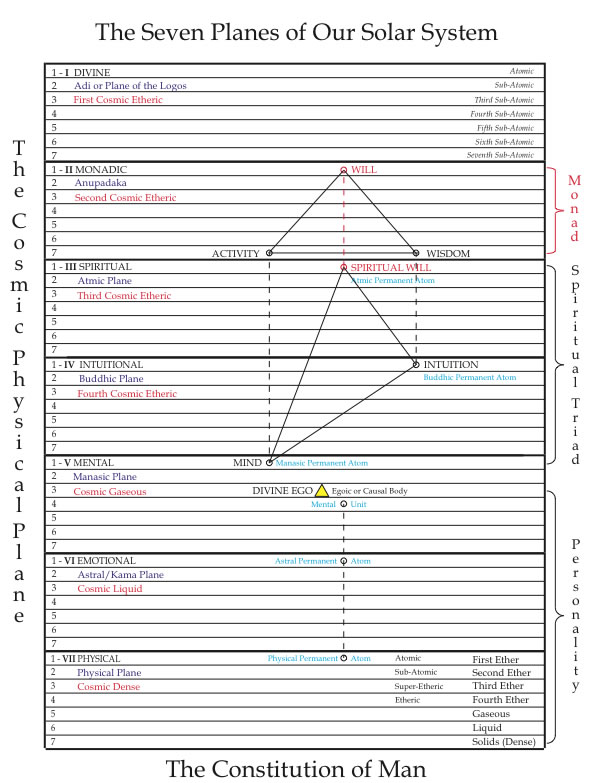 The Seven Planes of Our Solar System
The Cosmic Physical Plane
1 - I DIVINE Atomic
2 Adi or Plane of the Logos Sub-Atomic
3 First Cosmic Etheric Third Sub-Atomic
4 Fourth Sub-Atomic
5 Fifth Sub-Atomic
6 Sixth Sub-Atomic
7 Seventh Sub-Atomic
1 - II MONADIC WILL
2 Anupadaka
3 Second Cosmic Etheric
4
5
6
7 ACTIVITY WISDOM
Monad
1 - III SPIRITUAL SPIRITUAL WILL
2 Atmic Plane Atmic Permanent Atom
3 Third Cosmic Etheric
4
5
6
7
1 - IV INTUITIONAL INTUITION
2 Buddhic Plane Buddhic Permanent Atom
3 Fourth Cosmic Etheric
4
5
6
7
Spiritual Triad
1 - V MENTAL MIND Manasic Permanent Atom
2 Manasic Plane
3 Cosmic Gaseous DIVINE EGO Egoic or Causal Body
4 Mental Unit
5
6
7
1 - VI EMOTIONAL Astral Permanent Atom
2 Astral/Kama Plane
3 Cosmic Liquid
4
5
6
7
1 - VII PHYSICAL Physical Permanent Atom Atomic First Ether
2 Physical Plane Sub-Atomic Second Ether
3 Cosmic Dense Super-Etheric Third Ether
4 Etheric Fourth Ether
5 Gaseous
6 Liquid
7 Solids (Dense)
Personality
The Constitution of Man